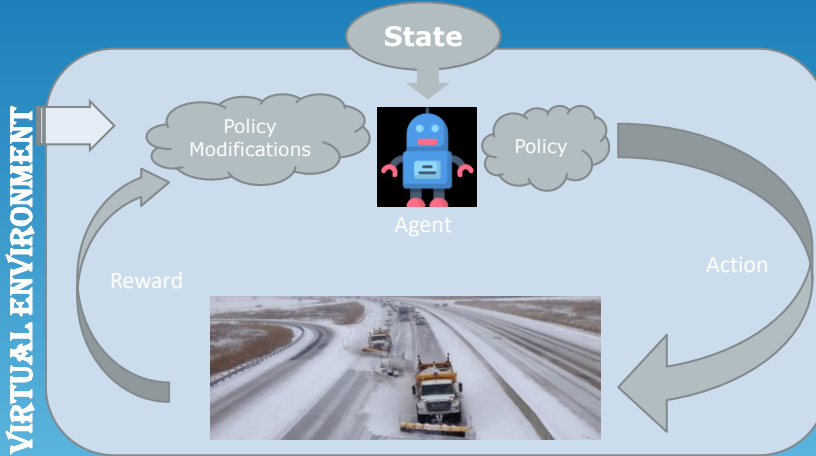 State
VIRTUAL ENVIRONMENT
Policy
Modifications
Policy
Agent
Reward
Action